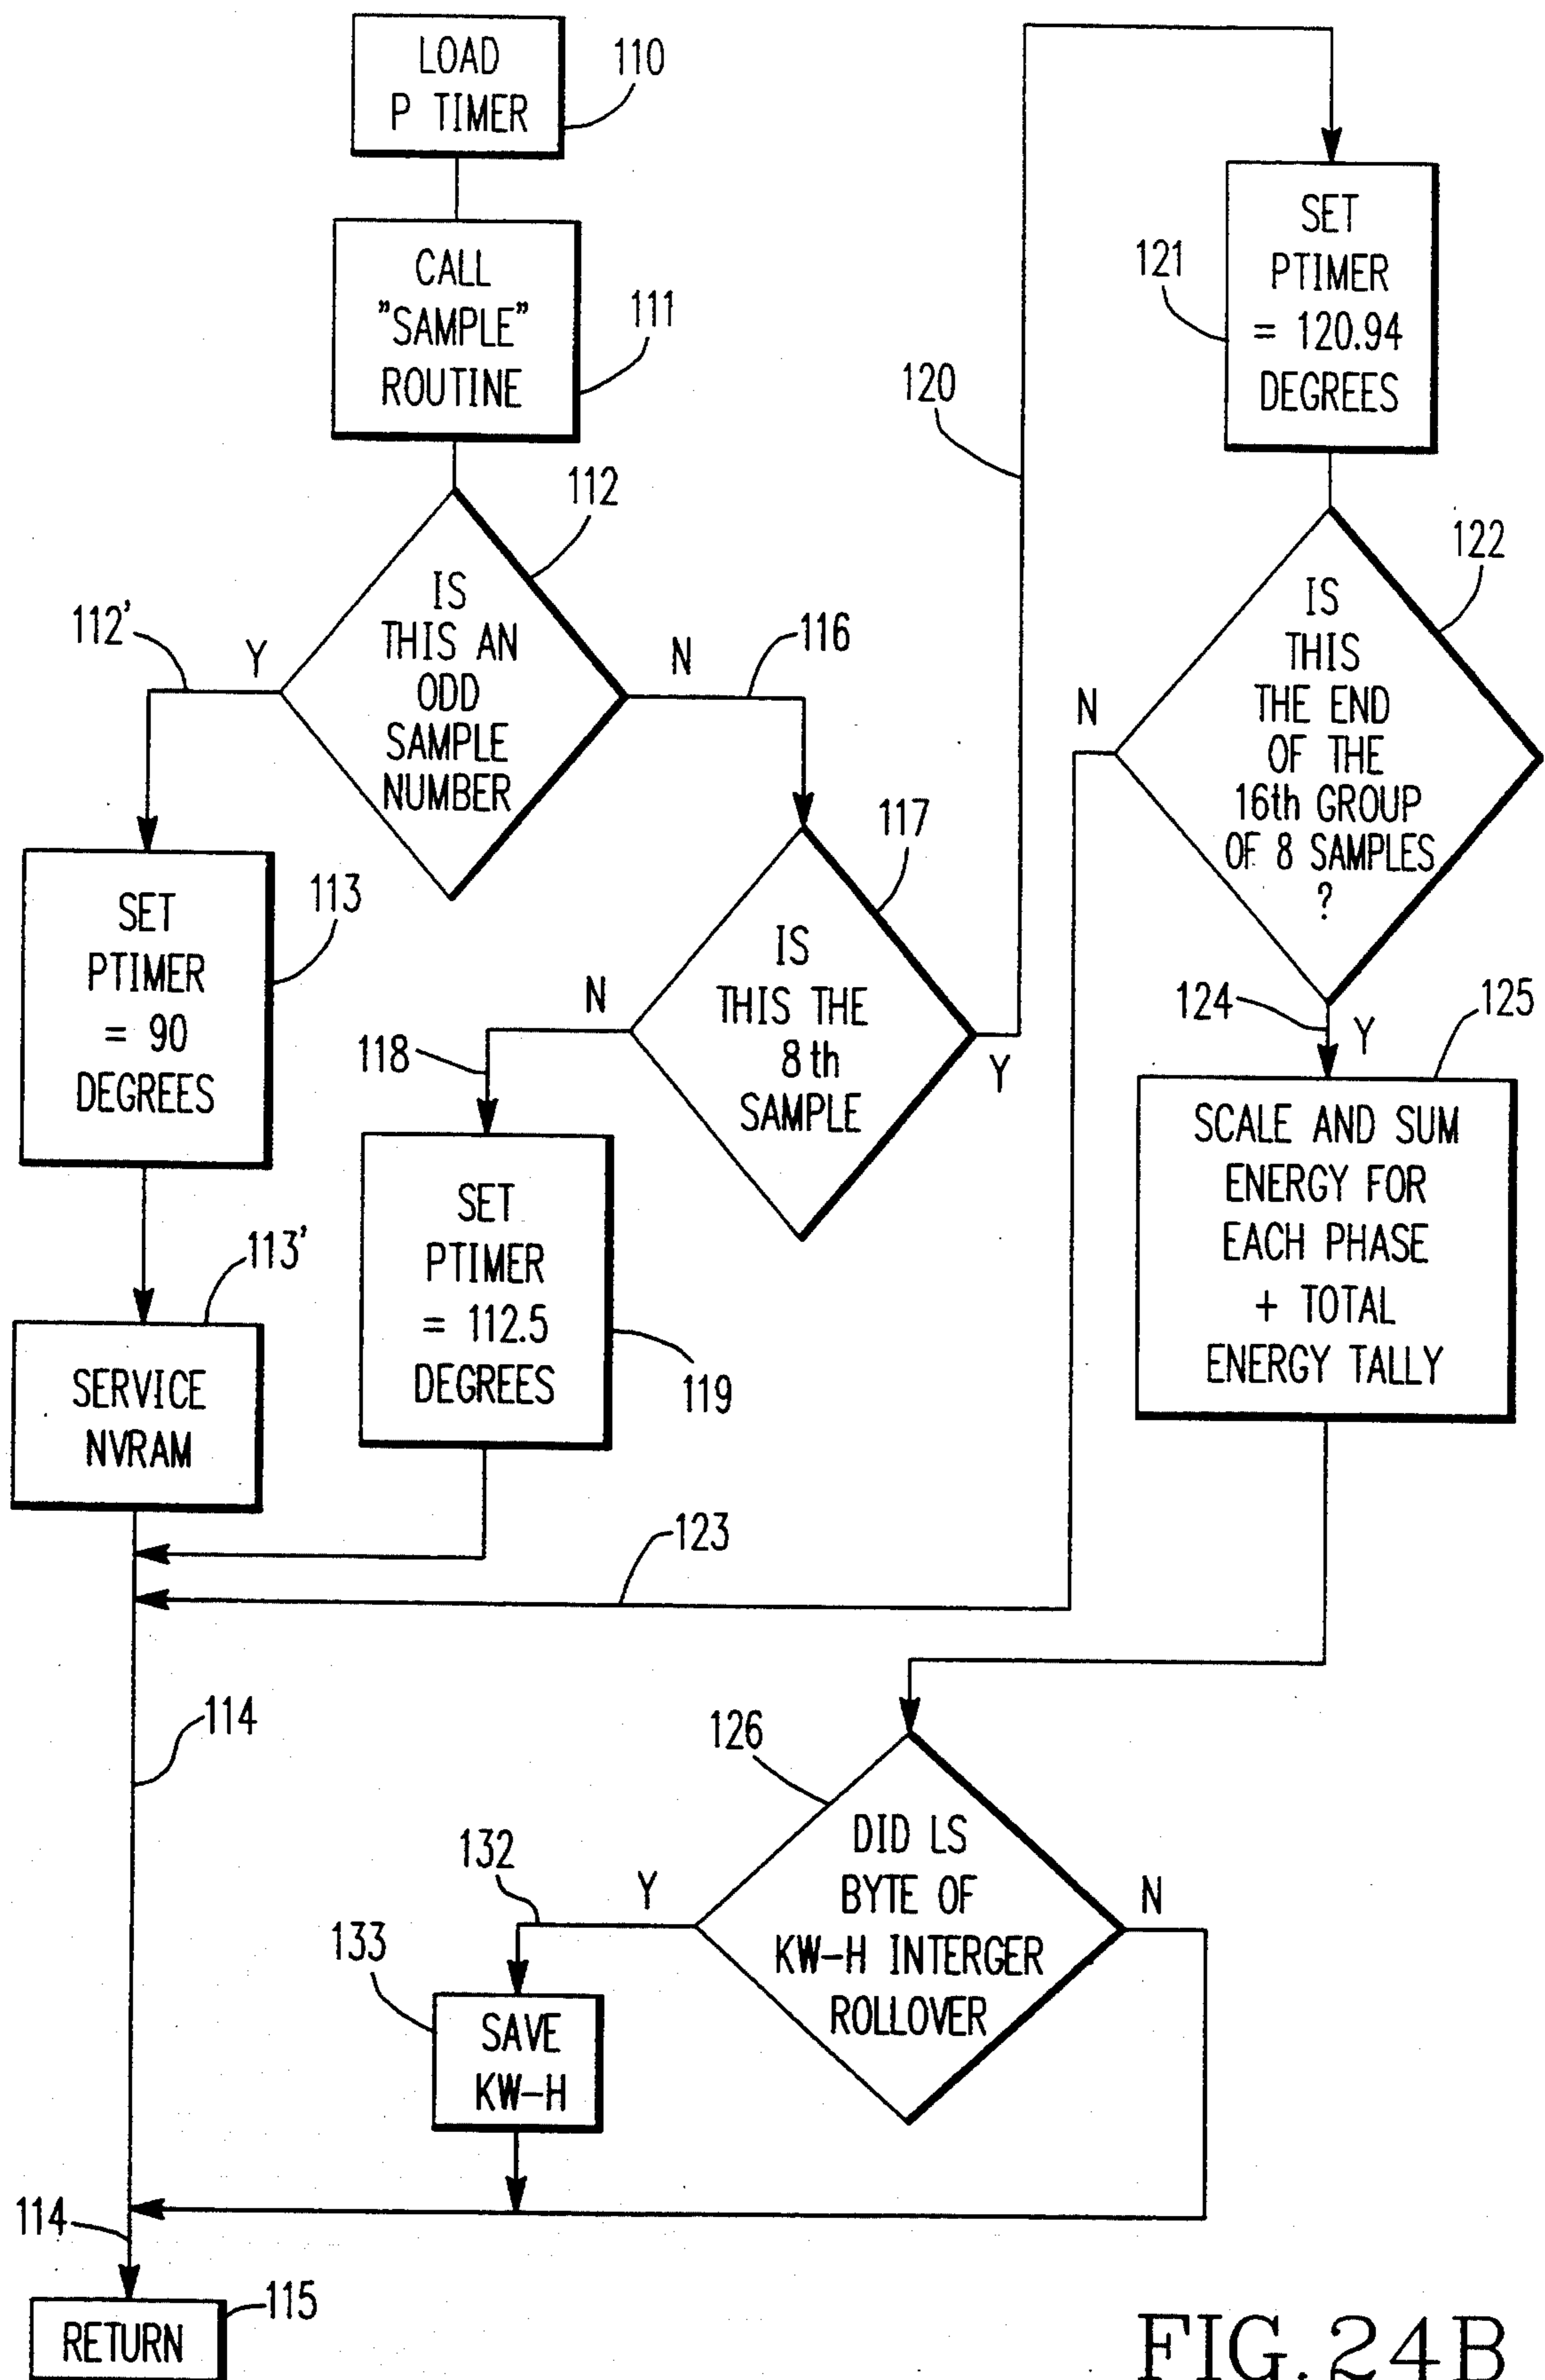 LOAD
P TIMER
110
CALL
"SAMPLE"
ROUTINE
111
112
IS
THIS AN
ODD
SAMPLE
NUMBER
112'
Y
N
116
SET
PTIMER
= 90
DEGREES
113
113'
SERVICE
NVRAM
117
IS
THIS THE
8 th
SAMPLE
N
Y
118
SET
PTIMER
= 112.5
DEGREES
119
120
SET
PTIMER
= 120.94
DEGREES
121
122
IS
THIS
THE END
OF THE
16th GROUP
OF 8 SAMPLES
?
N
124
Y
125
SCALE AND SUM
ENERGY FOR
EACH PHASE
+ TOTAL
ENERGY TALLY
123
114
126
DID LS
BYTE OF
KW-H INTERGER
ROLLOVER
Y
N
132
133
SAVE
KW-H
114
RETURN
115
FIG. 24B